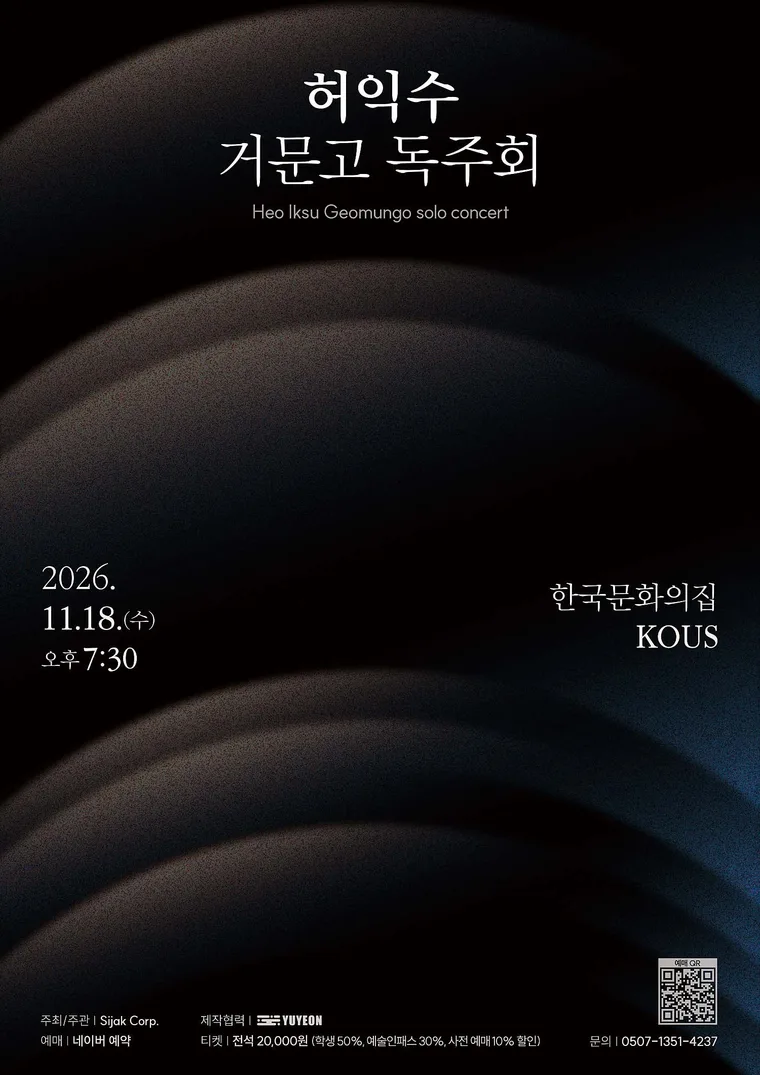 허익수
거문고 독주회
Heo Iksu Geomungo solo concert
2026.
11.18.(수)
오후 7:30
한국문화의집
KOUS
예매 QR
주최/주관 | Sijak Corp.
제작협력 | YUYEON
예매 | 네이버 예약
티켓 | 전석 20,000원 (학생 50%, 예술인패스 30%, 사전 예매 10% 할인)
문의 | 0507-1351-4237